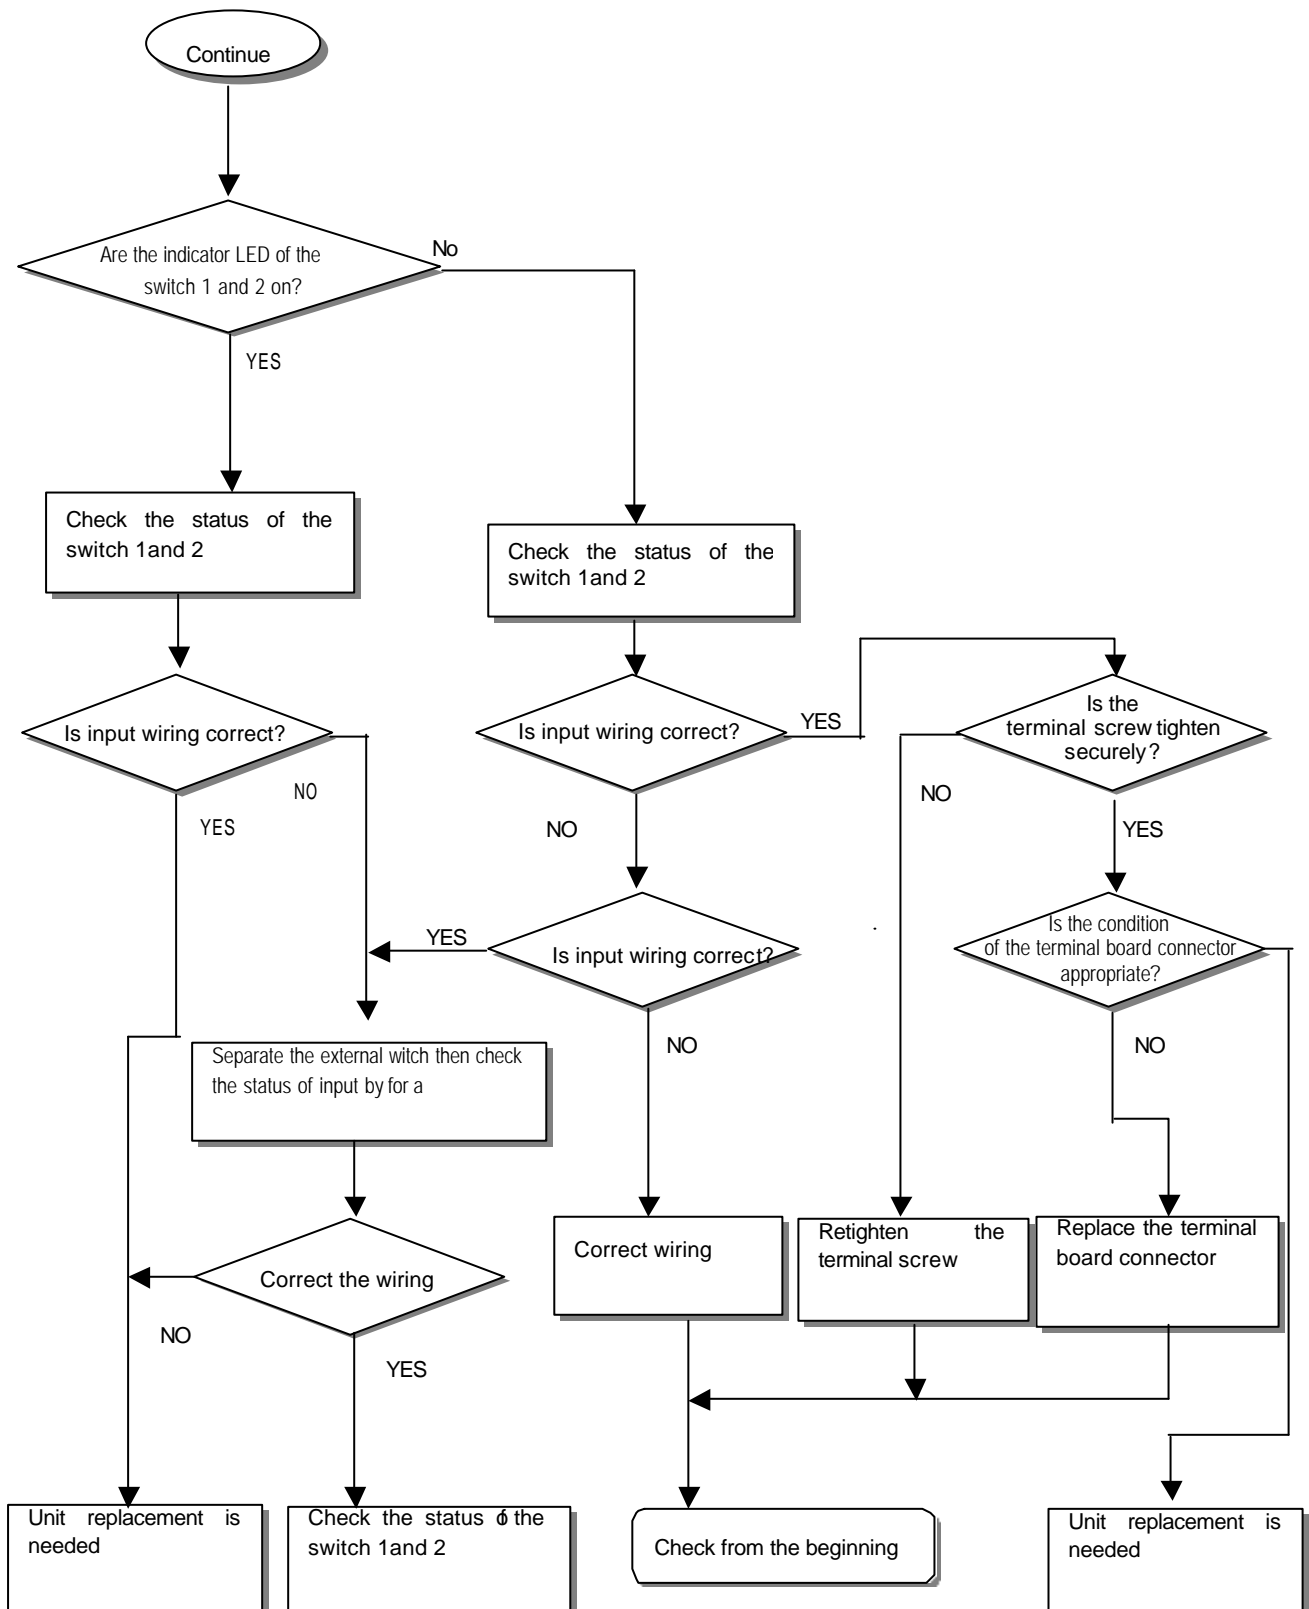 Continue
Are the indicator LED of the
switch 1 and 2 on?
No
YES
Check the status of the
switch 1and 2
Check the status of the
switch 1and 2
Is input wiring correct?
Is input wiring correct?
YES
Is the
terminal screw tighten
securely?
NO
YES
NO
NO
YES
Is input wiring correct?
YES
Is the condition
of the terminal board connector
appropriate?
NO
NO
Separate the external witch then check
the status of input by for a
Correct wiring
Retighten the
terminal screw
Replace the terminal
board connector
Correct the wiring
NO
YES
Unit replacement is
needed
Check the status of the
switch 1and 2
Check from the beginning
Unit replacement is
needed